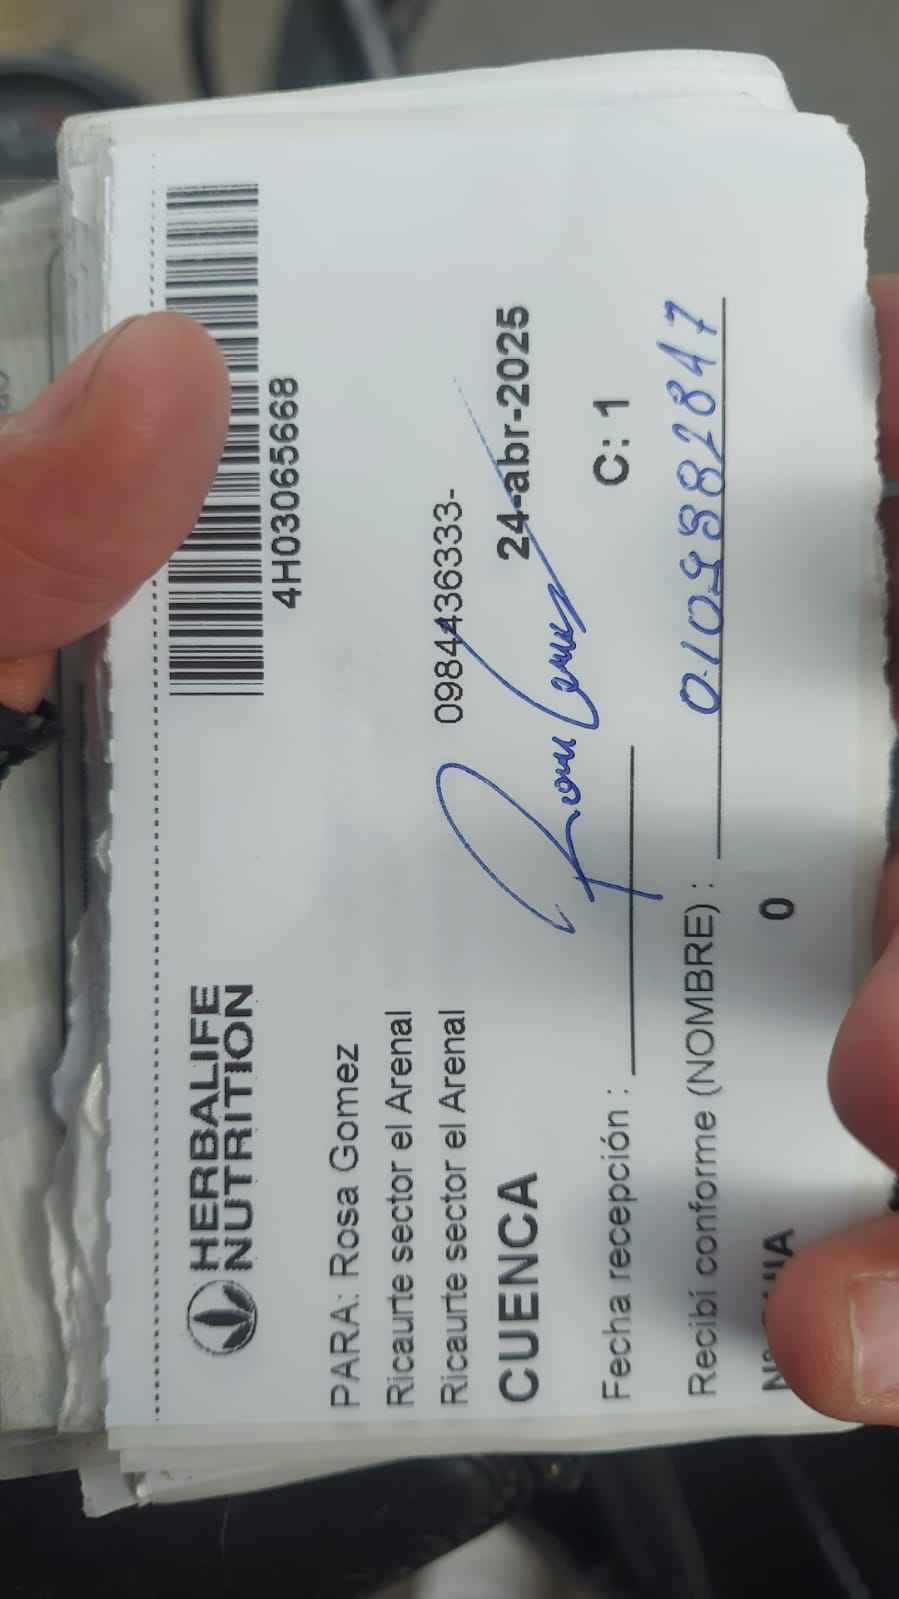 HERBALIFE
NUTRITION
4H03065668
PARA: Rosa Gomez
Ricaurte sector el Arenal
Ricaurte sector el Arenal 098436333-
CUENCA 24-abr-2025
Fecha recepción : C: 1
Recibí conforme (NOMBRE) :
0